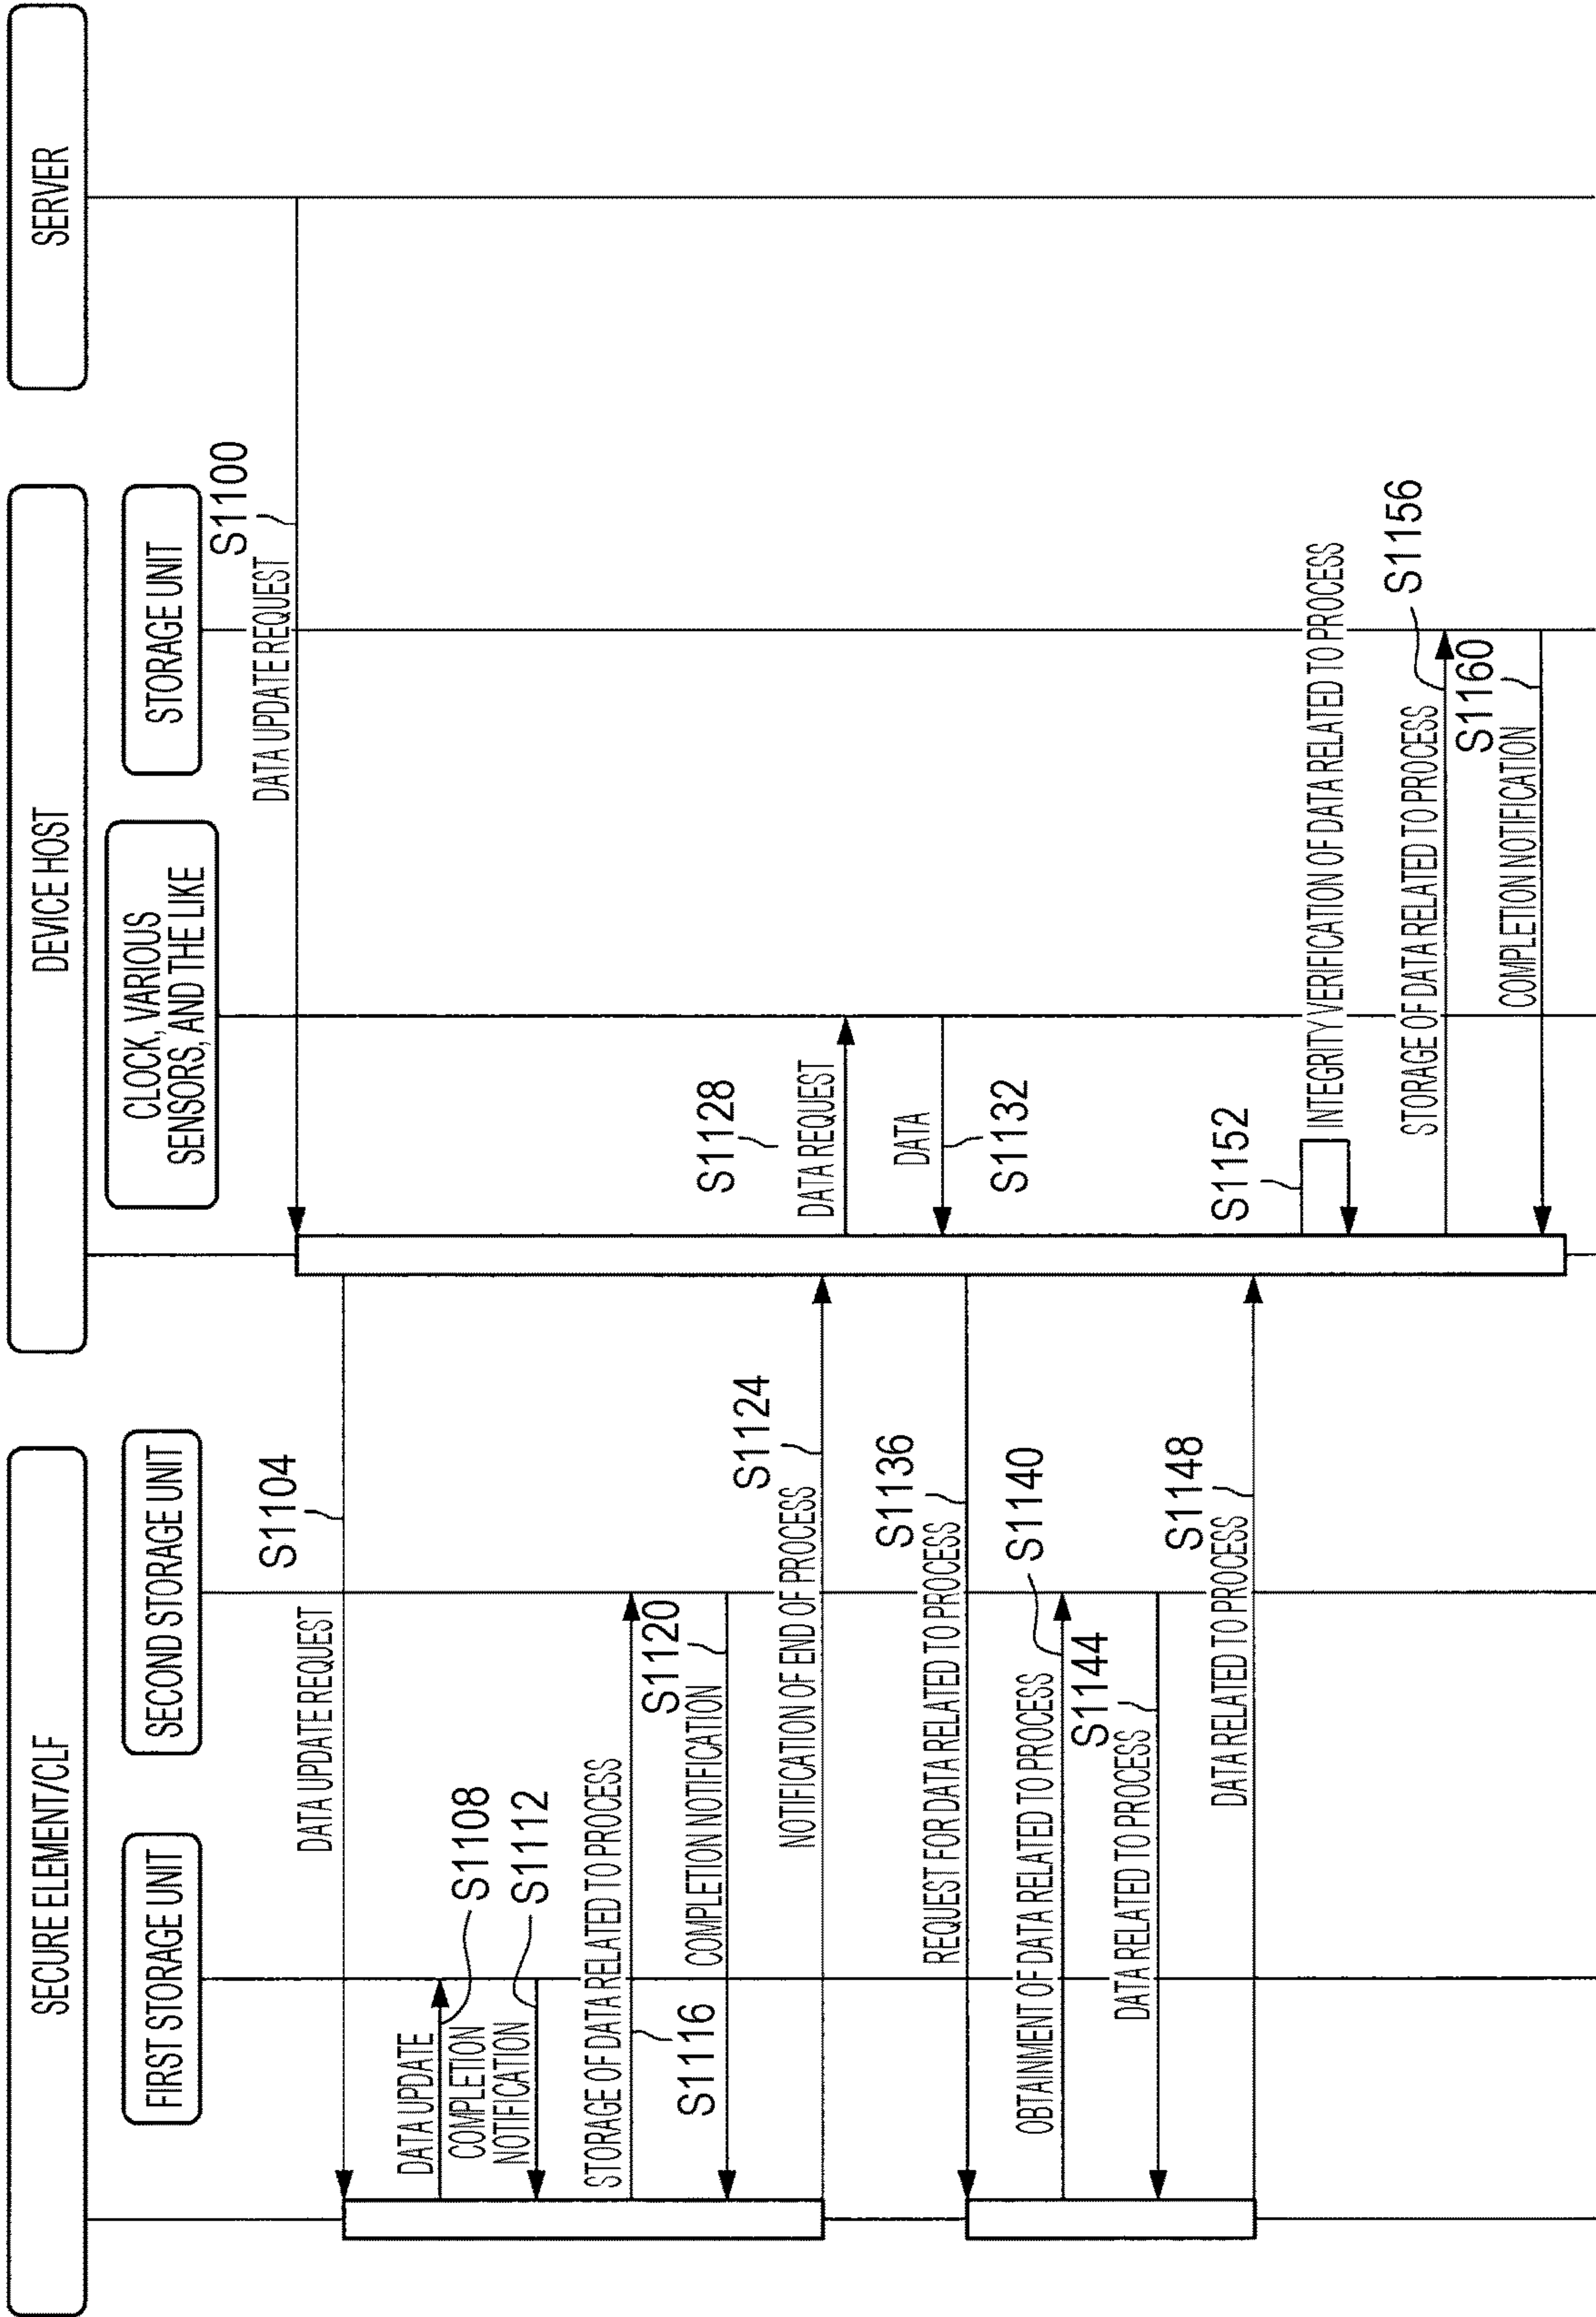 SECURE ELEMENT/CLF
DEVICE HOST
SERVER
FIRST STORAGE UNIT
SECOND STORAGE UNIT
CLOCK, VARIOUS
SENSORS, AND THE LIKE
STORAGE UNIT
S1100
DATA UPDATE REQUEST
S1104
DATA UPDATE REQUEST
DATA UPDATE
S1108
COMPLETION
NOTIFICATION
S1112
STORAGE OF DATA RELATED TO PROCESS
S1116
S1120
COMPLETION NOTIFICATION
S1124
NOTIFICATION OF END OF PROCESS
S1128
DATA REQUEST
DATA
S1132
S1136
REQUEST FOR DATA RELATED TO PROCESS
S1140
OBTAINMENT OF DATA RELATED TO PROCESS
S1144
DATA RELATED TO PROCESS
S1148
DATA RELATED TO PROCESS
S1152
INTEGRITY VERIFICATION OF DATA RELATED TO PROCESS
S1156
STORAGE OF DATA RELATED TO PROCESS
S1160
COMPLETION NOTIFICATION